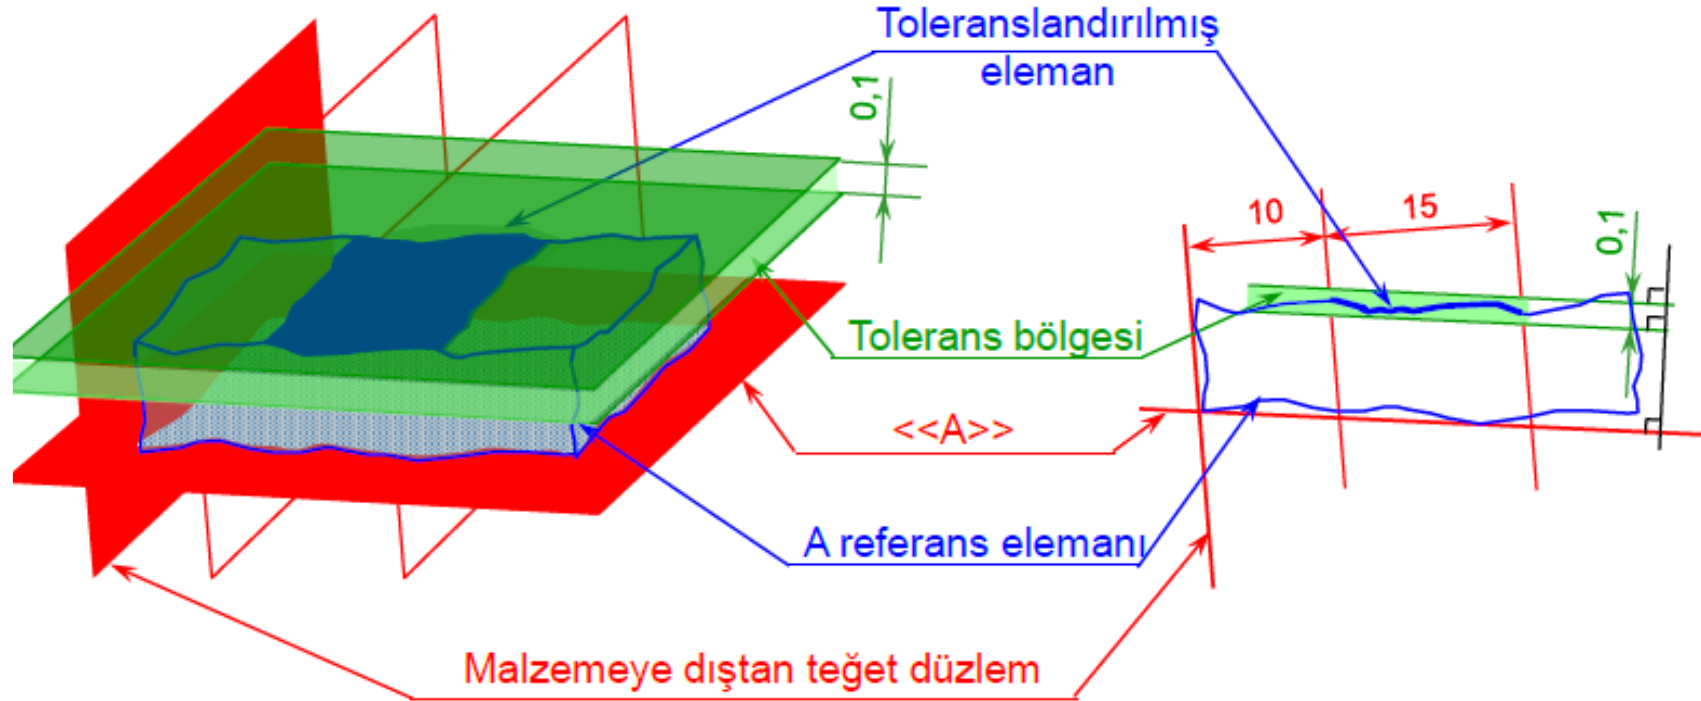 Toleranslandırılmış
eleman
0,1
10
15
0,1
Tolerans bölgesi
<<A>>
A referans elemanı
Malzemeye dıştan teğet düzlem